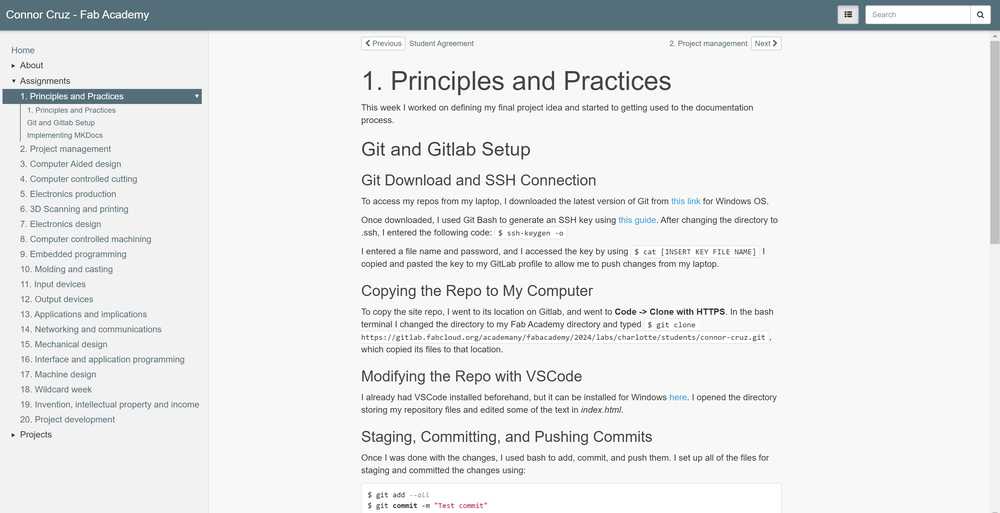 Connor Cruz - Fab Academy
Search
Home
About
Assignments
1. Principles and Practices
1. Principles and Practices
Git and Gitlab Setup
Implementing MKDocs
2. Project management
3. Computer Aided design
4. Computer controlled cutting
5. Electronics production
6. 3D Scanning and printing
7. Electronics design
8. Computer controlled machining
9. Embedded programming
10. Molding and casting
11. Input devices
12. Output devices
13. Applications and implications
14. Networking and communications
15. Mechanical design
16. Interface and application programming
17. Machine design
18. Wildcard week
19. Invention, intellectual property and income
20. Project development
Projects
Previous Student Agreement
2. Project management Next
1. Principles and Practices
This week I worked on defining my final project idea and started to getting used to the documentation
process.
Git and Gitlab Setup
Git Download and SSH Connection
To access my repos from my laptop, I downloaded the latest version of Git from this link for Windows OS.
Once downloaded, I used Git Bash to generate an SSH key using this guide. After changing the directory to
.ssh, I entered the following code: $ ssh-keygen -o
I entered a file name and password, and I accessed the key by using $ cat [INSERT KEY FILE NAME] I
copied and pasted the key to my GitLab profile to allow me to push changes from my laptop.
Copying the Repo to My Computer
To copy the site repo, I went to its location on Gitlab, and went to Code -> Clone with HTTPS. In the bash
terminal I changed the directory to my Fab Academy directory and typed $ git clone
https://gitlab.fabcloud.org/academany/fabacademy/2024/labs/charlotte/students/connor-cruz.git ,
which copied its files to that location.
Modifying the Repo with VSCode
I already had VSCode installed beforehand, but it can be installed for Windows here. I opened the directory
storing my repository files and edited some of the text in index.html.
Staging, Committing, and Pushing Commits
Once I was done with the changes, I used bash to add, commit, and push them. I set up all of the files for
staging and committed the changes using:
$ git add --all
$ git commit -m "Test commit"